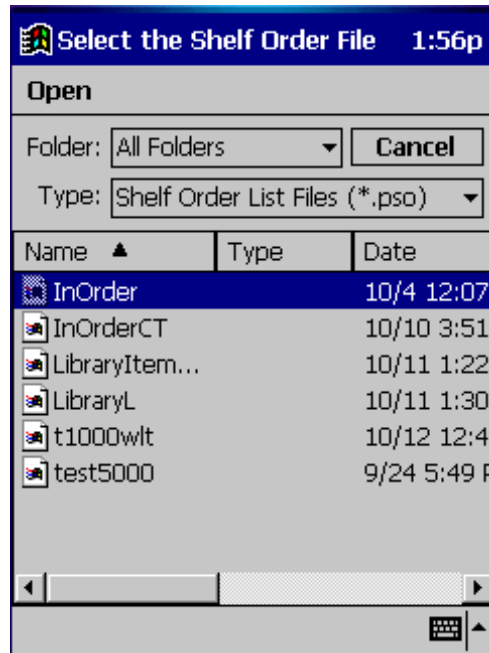 Select the Shelf Order File 1:56p
Open
Folder: All Folders Cancel
Type: Shelf Order List Files (*.pso)
Name Type Date
InOrder 10/4 12:07
InOrderCT 10/10 3:51
LibraryItem... 10/11 1:22
LibraryL 10/11 1:30
t1000wlt 10/12 12:4
test5000 9/24 5:49 P